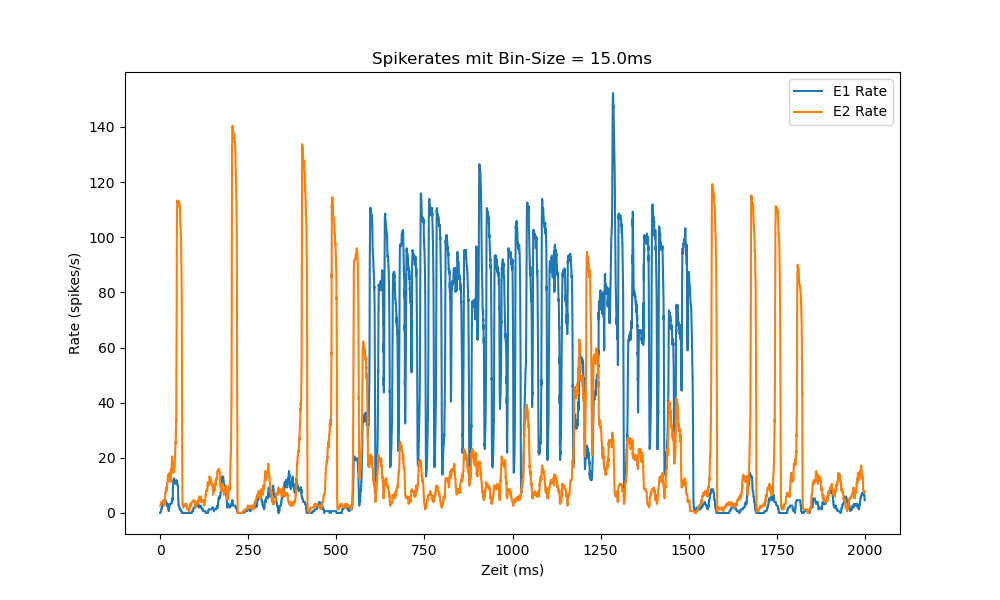 Spikerates mit Bin-Size = 15.0ms
E1 Rate
E2 Rate
Rate (spikes/s)
140
120
100
80
60
40
20
0
0 250 500 750 1000 1250 1500 1750 2000
Zeit (ms)